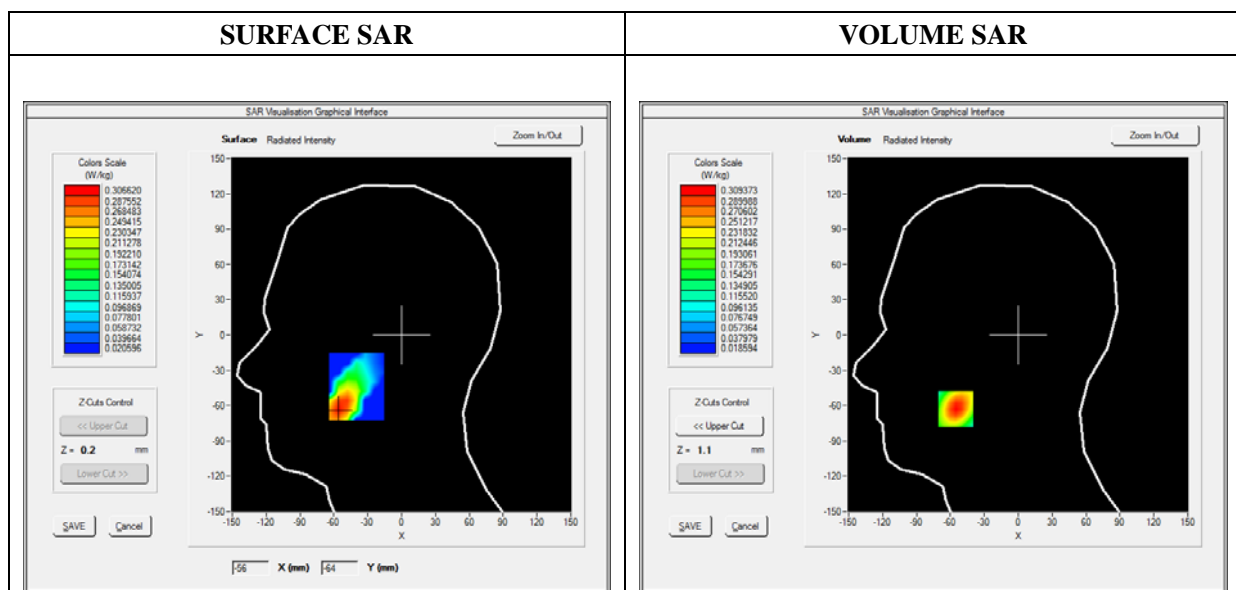 SURFACE SAR
VOLUME SAR
SAR Visualisation Graphical Interface
Surface Radiated Intensity
Zoom In/Out
Colors Scale
(W/kg)
0.306620
0.287552
0.268483
0.249415
0.230347
0.211278
0.192210
0.173142
0.154074
0.135005
0.115937
0.096869
0.077801
0.058732
0.039664
0.020596
Z-Cuts Control
<< Upper Cut
Z = 0.2 mm
Lower Cut >>
SAVE Cancel
150
120
90
60
30
0
-30
-60
-90
-120
-150
Y
-150 -120 -90 -60 -30 0 30 60 90 120 150
X
-56 X (mm) -64 Y (mm)
SAR Visualisation Graphical Interface
Volume Radiated Intensity
Zoom In/Out
Colors Scale
(W/kg)
0.309373
0.289988
0.270602
0.251217
0.231832
0.212446
0.193061
0.173676
0.154291
0.134905
0.115520
0.096135
0.076749
0.057364
0.037979
0.018594
Z-Cuts Control
<< Upper Cut
Z = 1.1 mm
Lower Cut >>
SAVE Cancel
150
120
90
60
30
0
-30
-60
-90
-120
-150
Y
-150 -120 -90 -60 -30 0 30 60 90 120 150
X